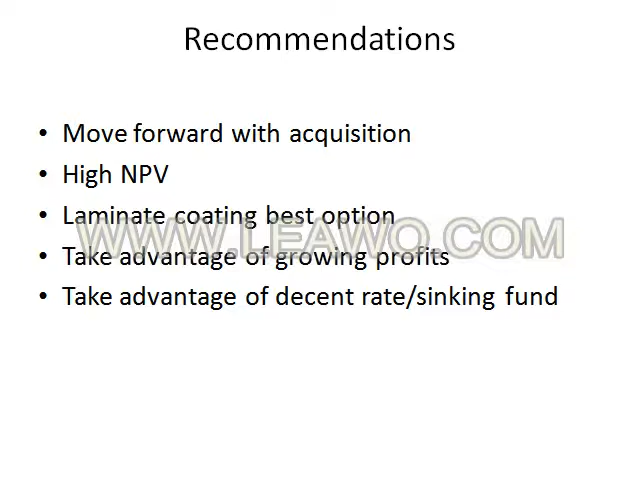 Recommendations
• Move forward with acquisition
• High NPV
• Laminate coating best option
WWW.LEAWO.COM
• Take advantage of growing profits
• Take advantage of decent rate/sinking fund